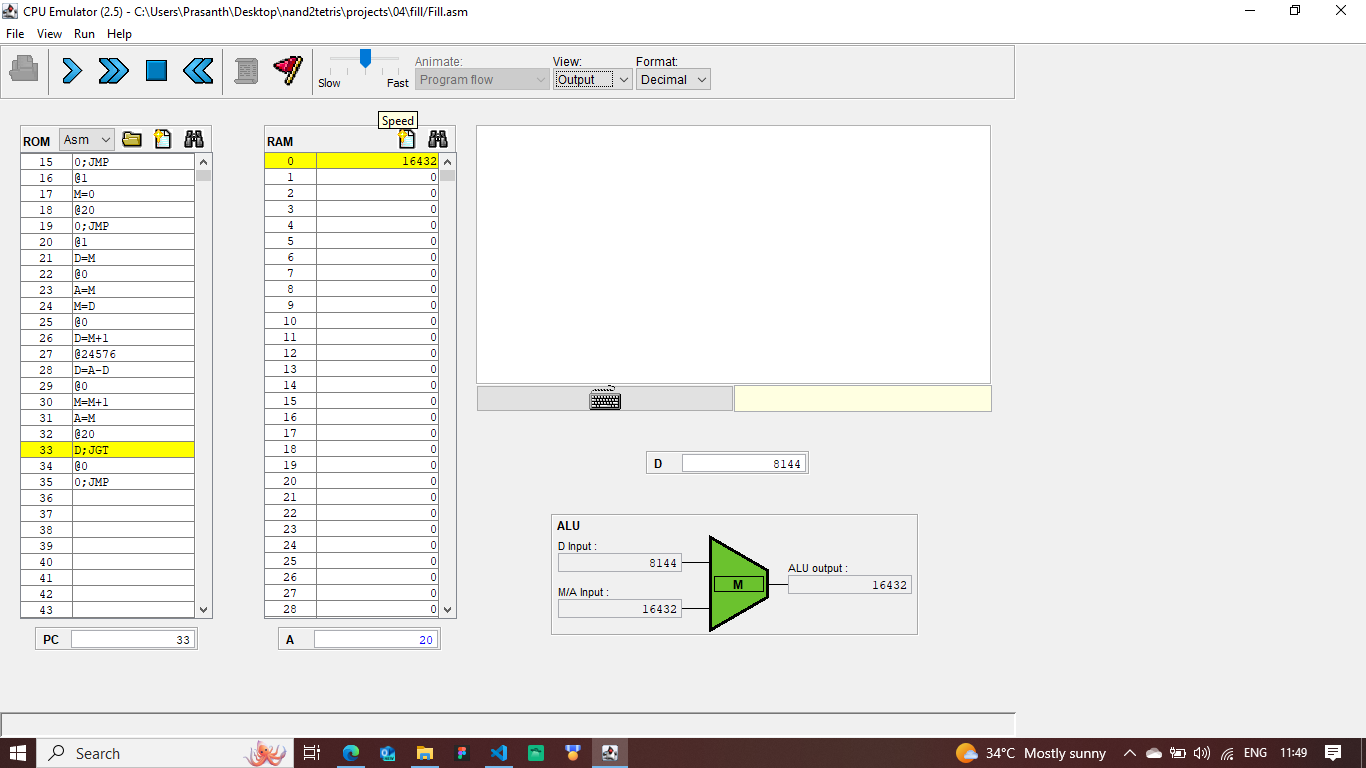 CPU Emulator (2.5) - C:\Users\Prasanth\Desktop\nand2tetris\projects\04\fill/Fill.asm
File View Run Help
Slow Fast
Animate:
Program flow
View:
Output
Format:
Decimal
Speed
ROM Asm
15 0;JMP
16 @1
17 M=0
18 @20
19 0;JMP
20 @1
21 D=M
22 @0
23 A=M
24 M=D
25 @0
26 D=M+1
27 @24576
28 D=A-D
29 @0
30 M=M+1
31 A=M
32 @20
33 D;JGT
34 @0
35 0;JMP
36
37
38
39
40
41
42
43
PC 33
RAM
0 16432
1 0
2 0
3 0
4 0
5 0
6 0
7 0
8 0
9 0
10 0
11 0
12 0
13 0
14 0
15 0
16 0
17 0
18 0
19 0
20 0
21 0
22 0
23 0
24 0
25 0
26 0
27 0
28 0
A 20
D 8144
ALU
D Input :
8144
M/A Input :
16432
M
ALU output :
16432
Search
34°C Mostly sunny
ENG 11:49